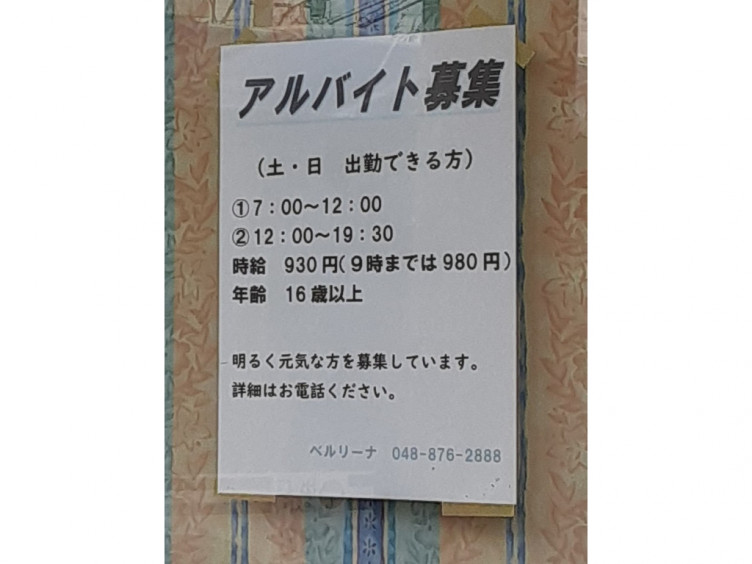 アルバイト募集
（土・日　出勤できる方）
①7：00～12：00
②12：00～19：30
時給　930円（９時までは980円）
年齢　16歳以上
明るく元気な方を募集しています。
詳細はお電話ください。
ベルリーナ　048-876-2888